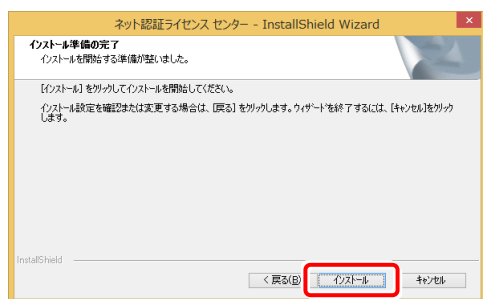 ネット認証ライセンス センター - InstallShield Wizard
インストール準備の完了
インストールを開始する準備が整いました。
[インストール] をクリックしてインストールを開始してください。
インストール設定を確認または変更する場合は、[戻る] をクリックします。ウィザードを終了するには、[キャンセル]をクリック
します。
InstallShield
< 戻る(B)
インストール
キャンセル